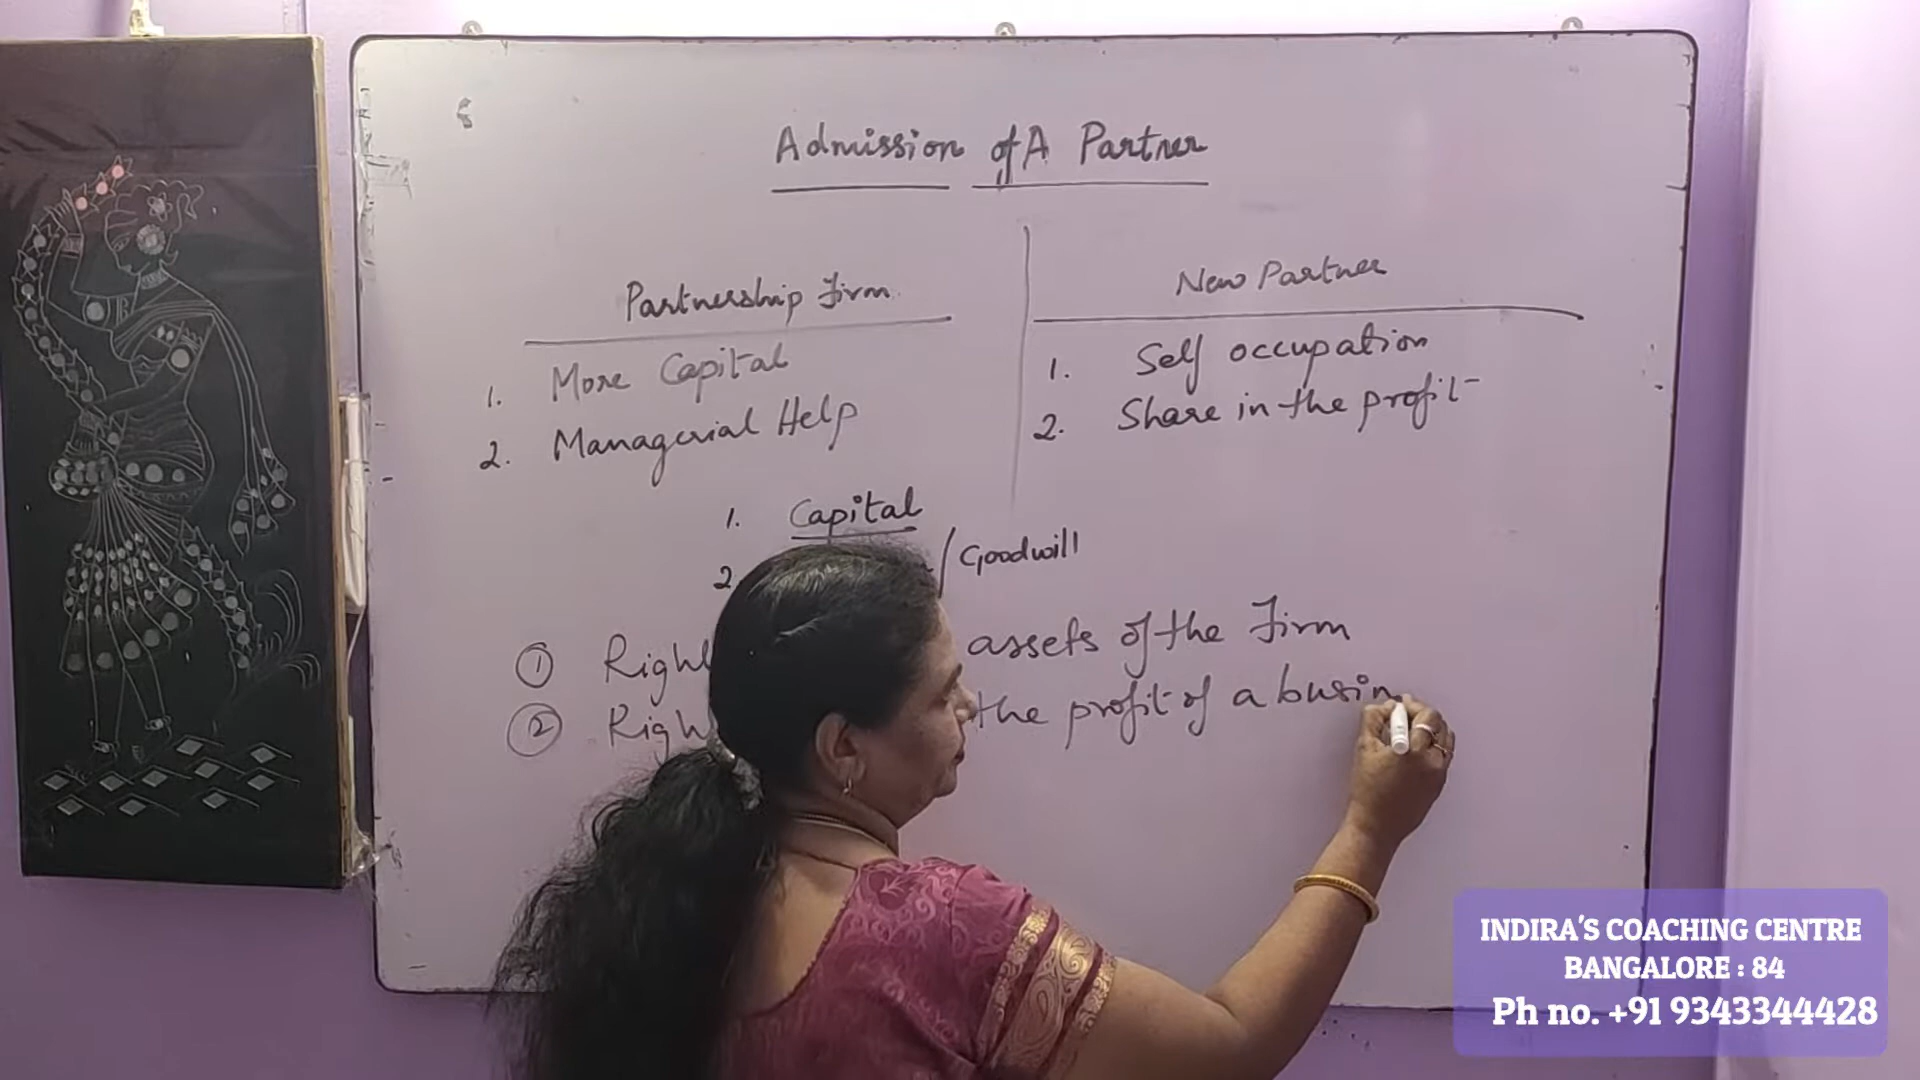 Admission of A Partner
Partnership Firm
1. More Capital
2. Managerial Help
New Partner
1. Self occupation
2. Share in the profit
1. Capital
2. / Goodwill
① Right assets of the Firm
② the profit of a busin
INDIRA'S COACHING CENTRE
BANGALORE : 84
Ph no. +91 9343344428